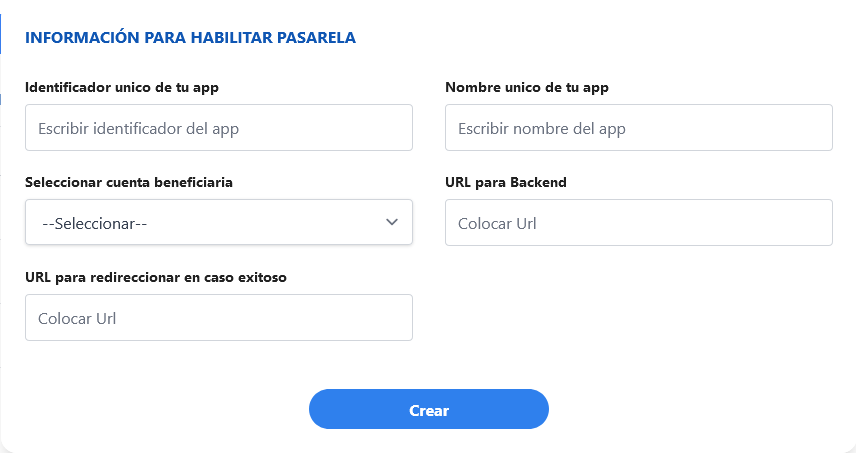 INFORMACIÓN PARA HABILITAR PASARELA
Identificador unico de tu app
Nombre unico de tu app
Escribir identificador del app
Escribir nombre del app
Seleccionar cuenta beneficiaria
URL para Backend
--Seleccionar--
Colocar Url
URL para redireccionar en caso exitoso
Colocar Url
Crear